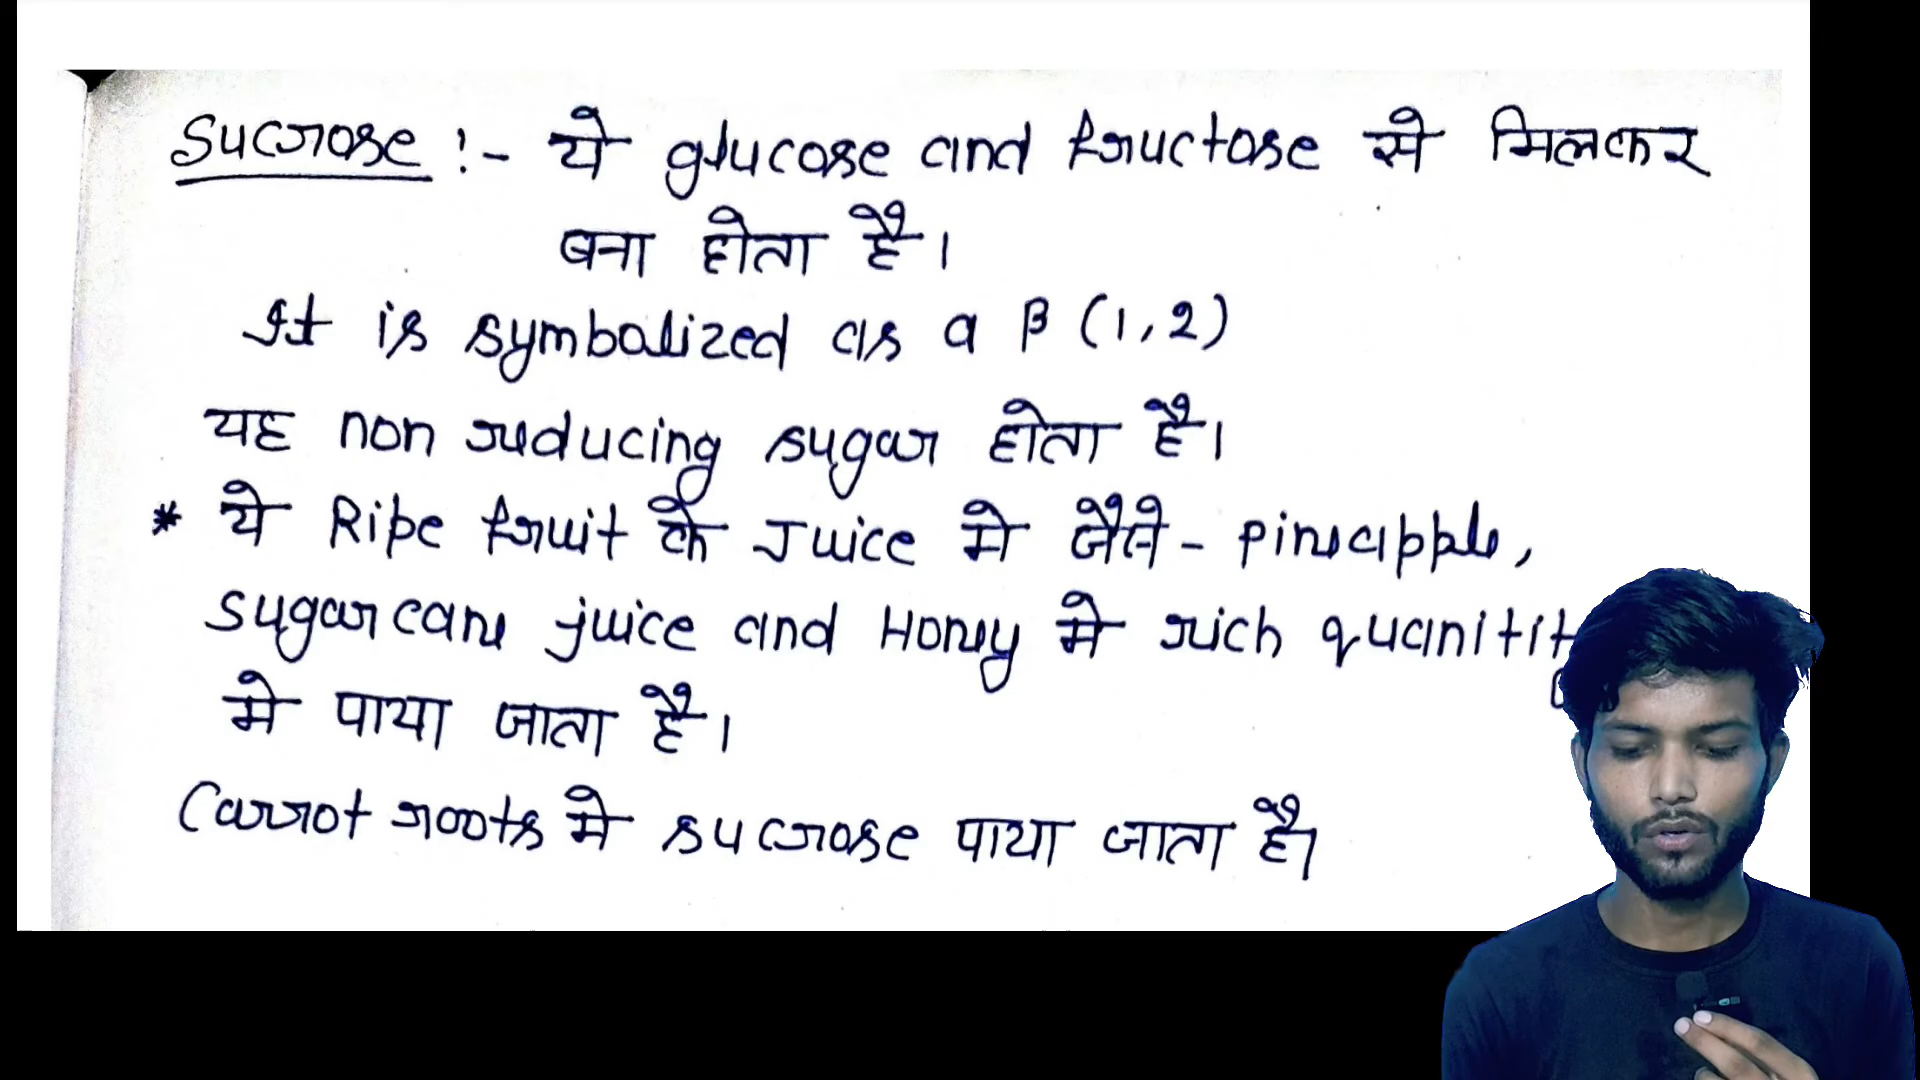 Sucrose :- ये glucose and fructose से मिलकर
बना होता है।
It is symbolized as a β (1,2)
यह non reducing sugar होता है।
* ये Ripe fruit के Juice मे जैसे - pineapple,
Sugarcane juice and Honey मे rich quanitity
मे पाया जाता है।
Carrot roots मे sucrose पाया जाता है।